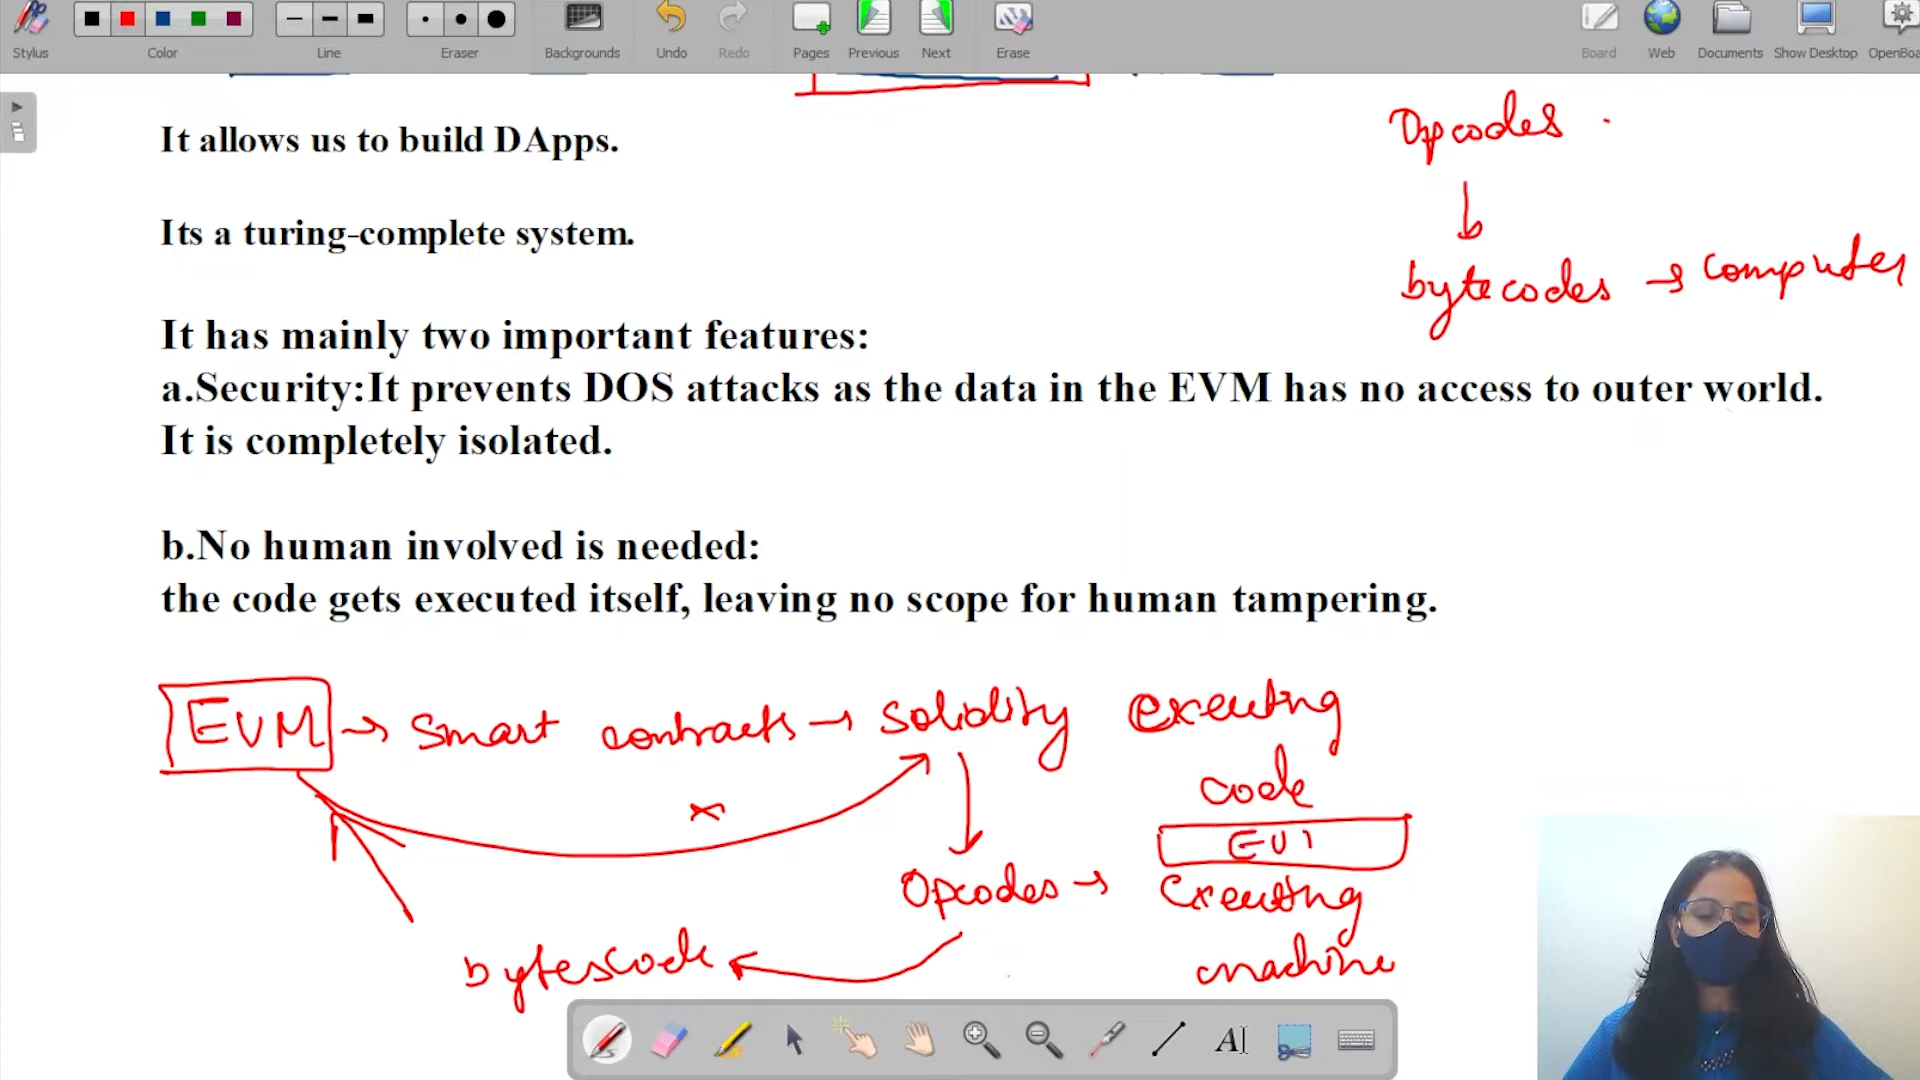 Stylus Color Line Eraser Backgrounds Undo Redo Pages Previous Next Erase Board Web Documents Show Desktop OpenBoa
It allows us to build DApps.
Opcodes
Its a turing-complete system.
bytecodes → computer
It has mainly two important features:
a.Security:It prevents DOS attacks as the data in the EVM has no access to outer world.
It is completely isolated.
b.No human involved is needed:
the code gets executed itself, leaving no scope for human tampering.
EVM → Smart contracts → solidity executing
code
x
Opcodes → executing
bytescode machine
AI